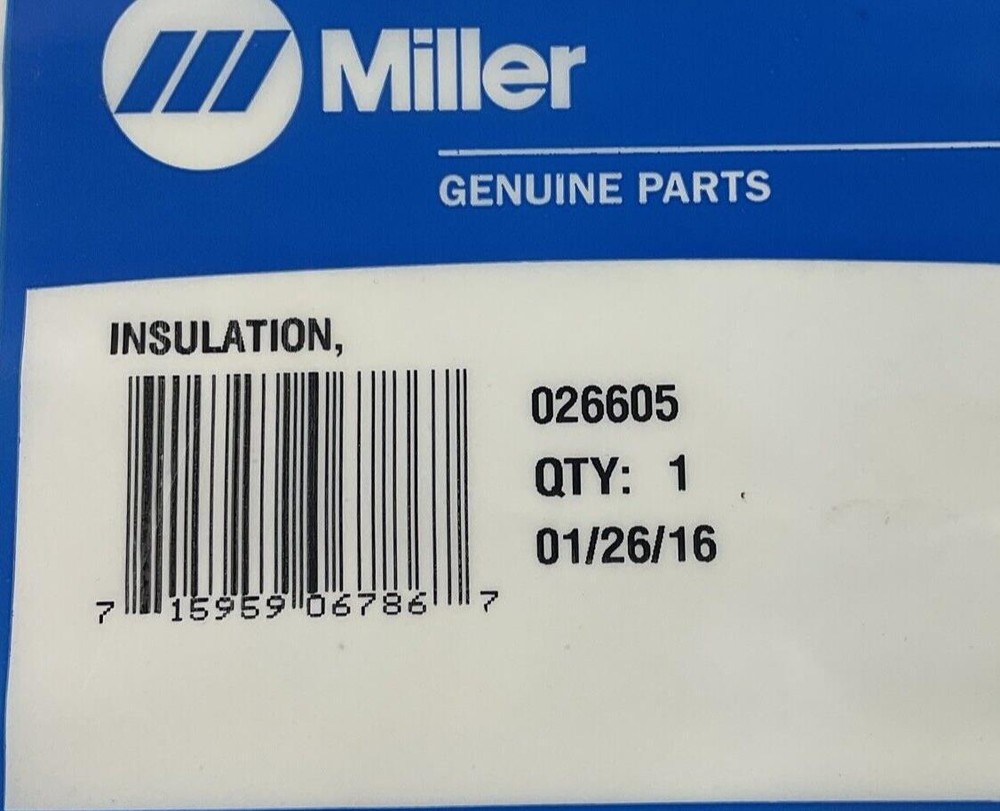 Miller
GENUINE PARTS
INSULATION,
026605
QTY: 1
01/26/16
7 15959 06786 7